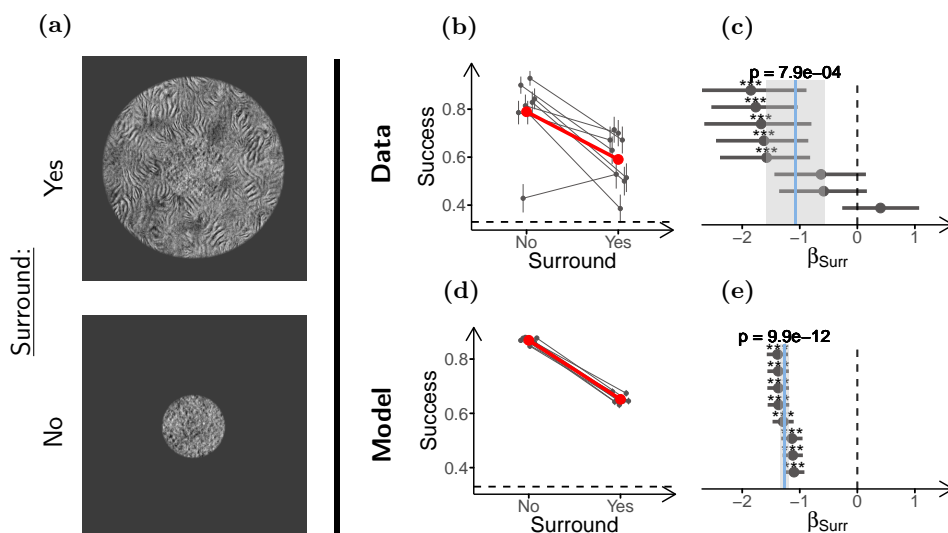 (a)
Surround:
Yes
No
Data
(b)
Success
0.8
0.6
0.4
No
Yes
Surround
(c)
p = 7.9e−04
***
***
***
***
***
−2
−1
0
1
βSurr
Model
(d)
Success
0.8
0.6
0.4
No
Yes
Surround
(e)
p = 9.9e−12
***
***
***
***
***
***
***
***
−2
−1
0
1
βSurr